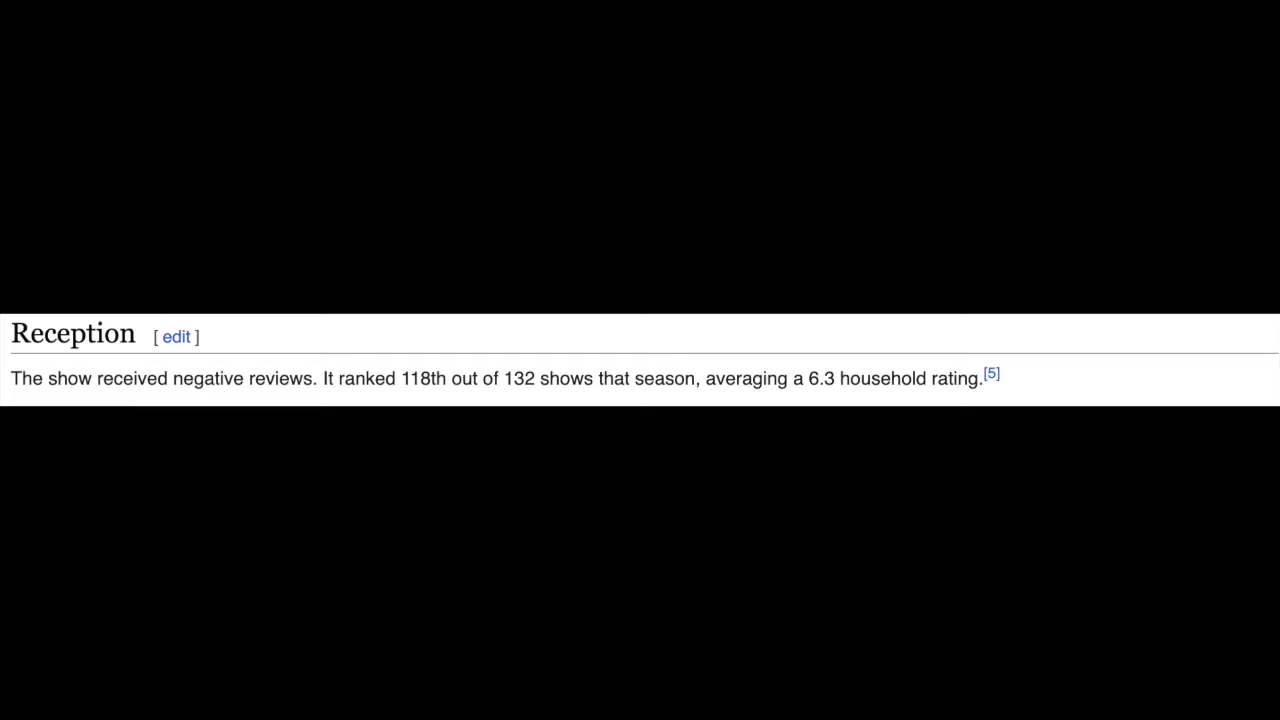 Reception [ edit ]
The show received negative reviews. It ranked 118th out of 132 shows that season, averaging a 6.3 household rating.[5]